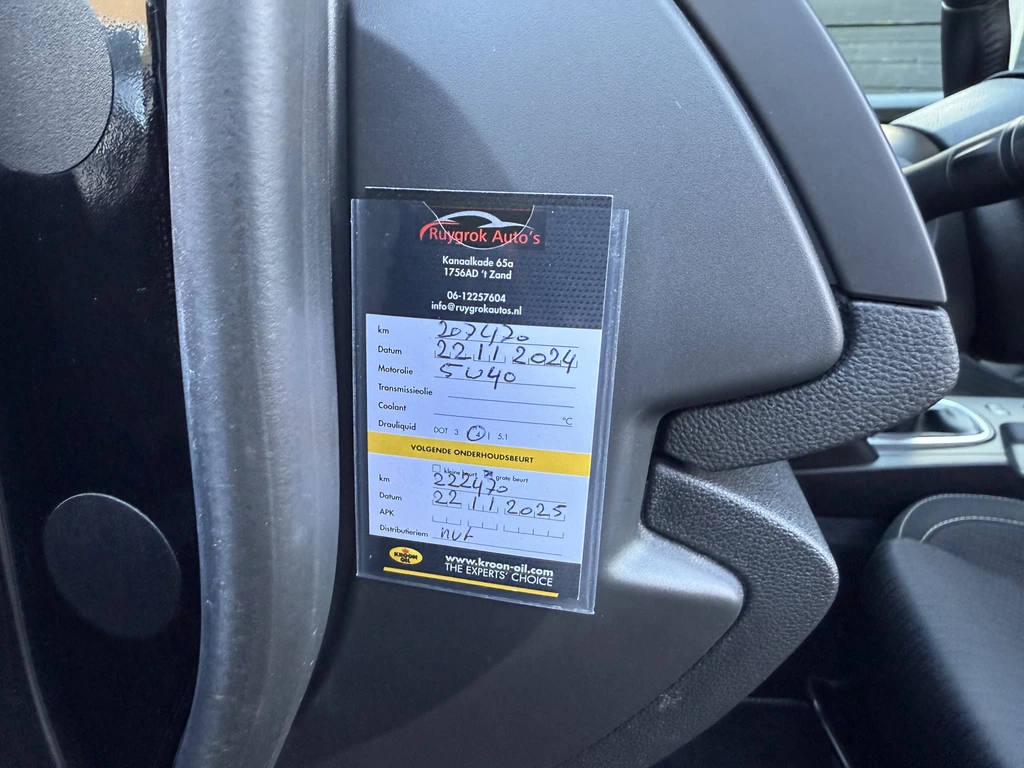 Ruygrok Auto's
Kanaalkade 65a
1756AD 't Zand
06-12257604
info@ruygrokautos.nl
km 207470
Datum 22 11 2024
Motorolie 5W40
Transmissieolie
Coolant °C
Drauliquid DOT 3 | 4 | 5.1
VOLGENDE ONDERHOUDSBEURT
kleine beurt grote beurt
km 222470
Datum 22 11 2025
APK
Distributieriem nvt
KROON OIL
www.kroon-oil.com
THE EXPERTS' CHOICE